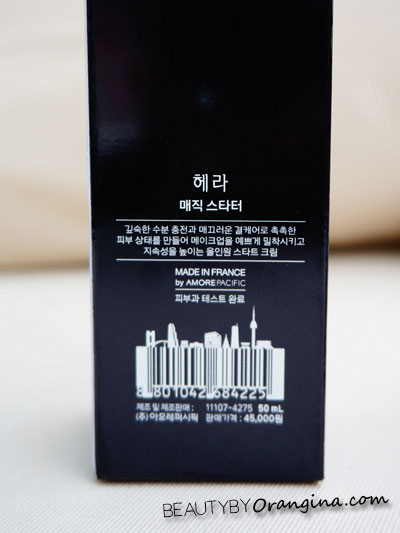 헤라
매직 스타터
깊숙한 수분 충전과 매끄러운 결케어로 촉촉한
피부 상태를 만들어 메이크업을 예쁘게 밀착시키고
지속성을 높이는 올인원 스타트 크림
MADE IN FRANCE
by AMOREPACIFIC
피부과 테스트 완료
8 801042 684225
제조 및 제조판매 : 11107-4275 50 mL
(주)아모레퍼시픽 판매가격 : 45,000원
BEAUTYBYOrangina.com